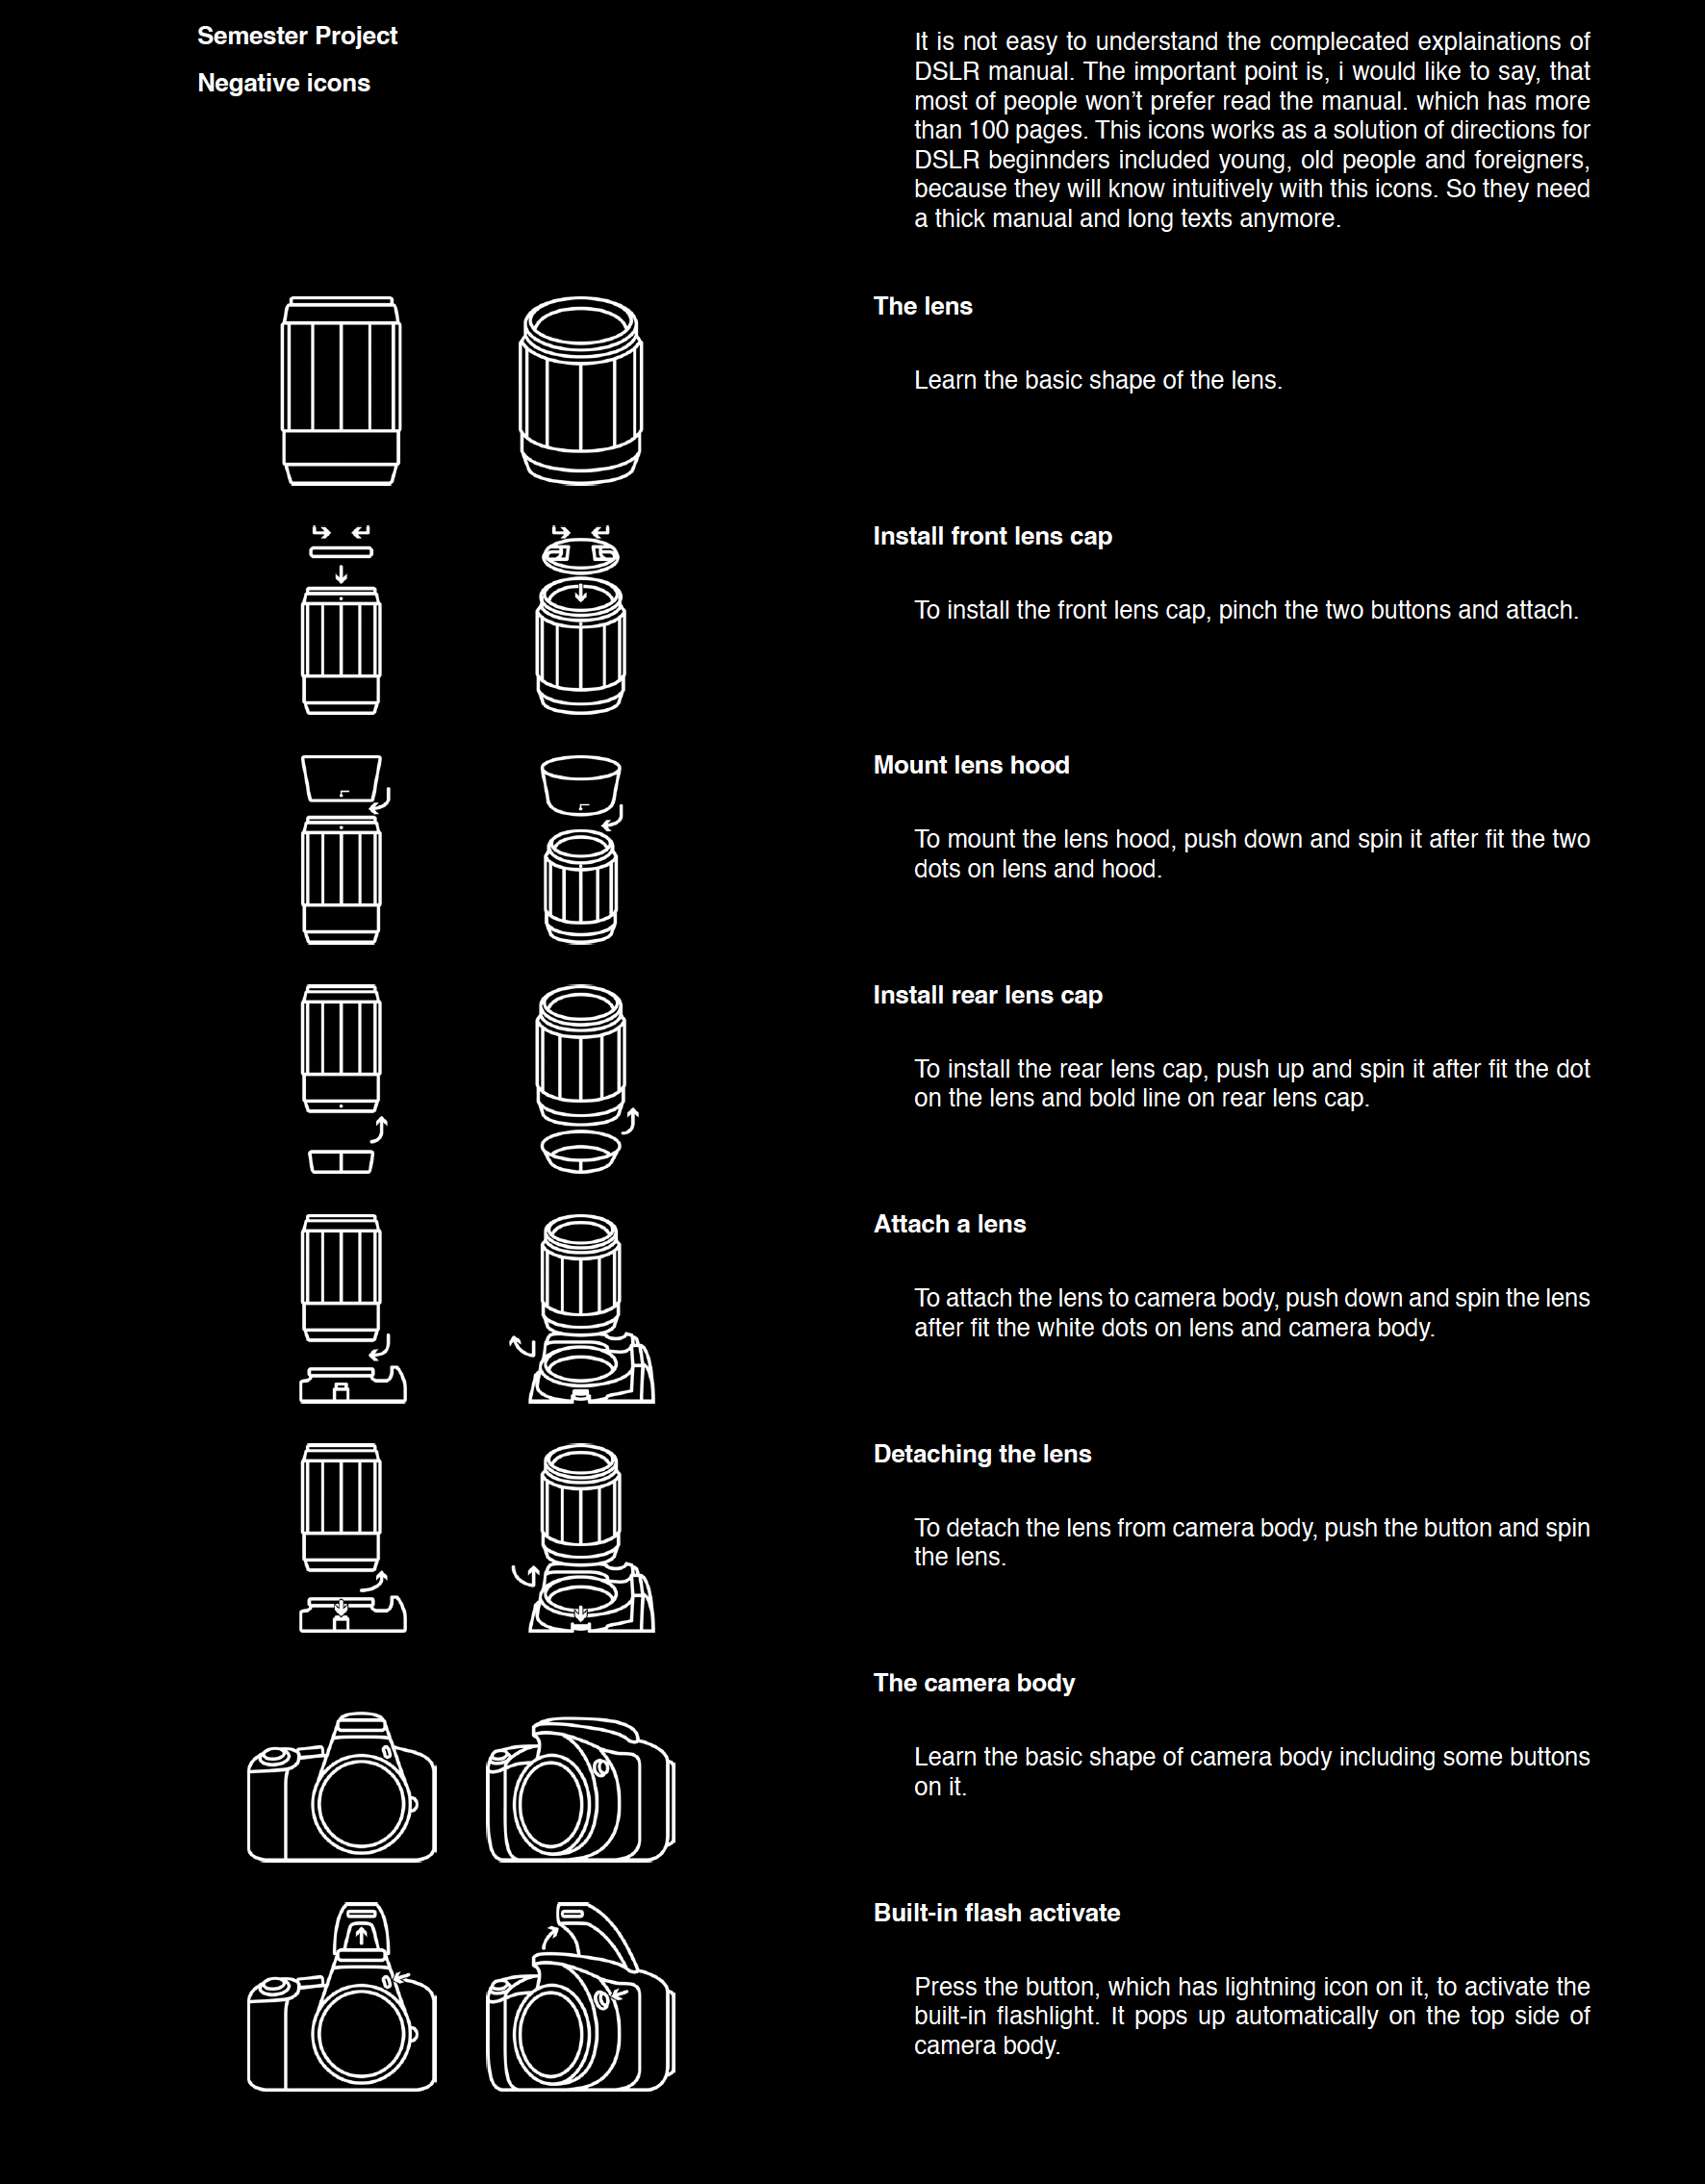 Semester Project
Negative icons
It is not easy to understand the complecated explainations of
DSLR manual. The important point is, i would like to say, that
most of people won’t prefer read the manual. which has more
than 100 pages. This icons works as a solution of directions for
DSLR beginnders included young, old people and foreigners,
because they will know intuitively with this icons. So they need
a thick manual and long texts anymore.
The lens
Learn the basic shape of the lens.
Install front lens cap
To install the front lens cap, pinch the two buttons and attach.
Mount lens hood
To mount the lens hood, push down and spin it after fit the two
dots on lens and hood.
Install rear lens cap
To install the rear lens cap, push up and spin it after fit the dot
on the lens and bold line on rear lens cap.
Attach a lens
To attach the lens to camera body, push down and spin the lens
after fit the white dots on lens and camera body.
Detaching the lens
To detach the lens from camera body, push the button and spin
the lens.
The camera body
Learn the basic shape of camera body including some buttons
on it.
Built-in flash activate
Press the button, which has lightning icon on it, to activate the
built-in flashlight. It pops up automatically on the top side of
camera body.